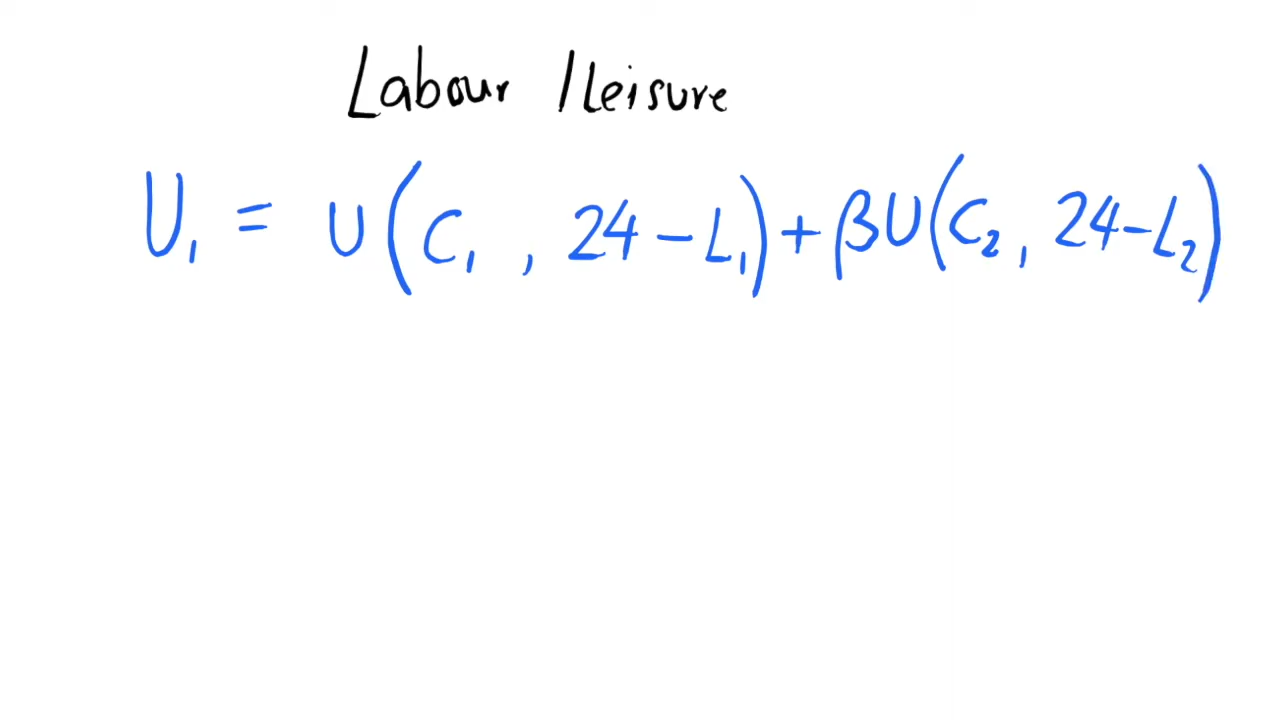 Labour / Leisure
U₁ = U(C₁, 24-L₁) + βU(C₂, 24-L₂)